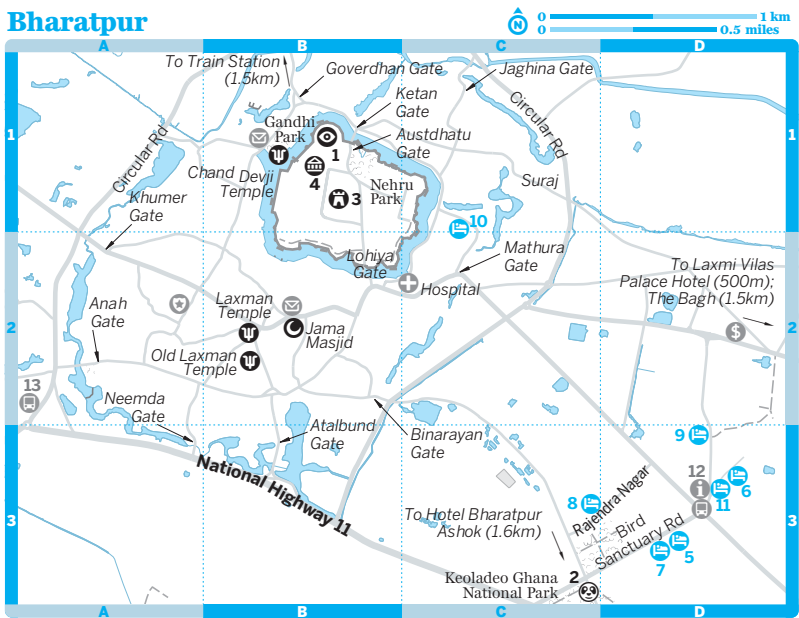 Bharatpur
N
0
1 km
0
0.5 miles
A
B
C
D
1
2
3
To Train Station
(1.5km)
Goverdhan Gate
Jaghina Gate
Ketan
Gate
Circular Rd
Circular Rd
Gandhi
Park
Austdhatu
Gate
1
Chand Devji
Temple
4
3
Nehru
Park
Suraj
Khumer
Gate
10
Lohiya
Gate
Mathura
Gate
Hospital
To Laxmi Vilas
Palace Hotel (500m);
The Bagh (1.5km)
Anah
Gate
Laxman
Temple
Jama
Masjid
Old Laxman
Temple
$
13
Neemda
Gate
Atalbund
Gate
Binarayan
Gate
9
National Highway 11
12
i
11
6
8
Rajendra Nagar
To Hotel Bharatpur
Ashok (1.6km)
Bird
Sanctuary Rd
7
5
Keoladeo Ghana
National Park
2
1
2
3
A
B
C
D